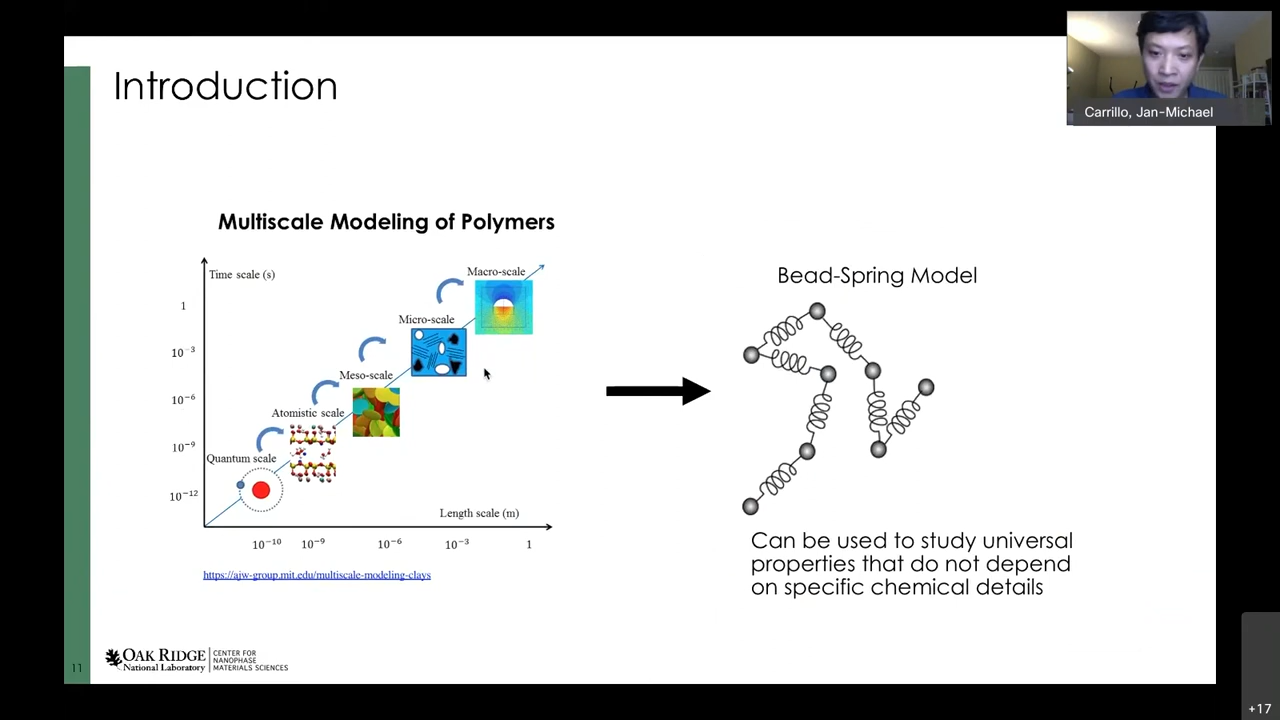 Introduction
Carrillo, Jan-Michael
Multiscale Modeling of Polymers
Time scale (s)
Macro-scale
Micro-scale
Meso-scale
Atomistic scale
Quantum scale
1
10⁻³
10⁻⁶
10⁻⁹
10⁻¹²
Length scale (m)
10⁻¹⁰ 10⁻⁹ 10⁻⁶ 10⁻³ 1
https://ajw-group.mit.edu/multiscale-modeling-clays
Bead-Spring Model
Can be used to study universal
properties that do not depend
on specific chemical details
11
OAK RIDGE
National Laboratory
CENTER FOR
NANOPHASE
MATERIALS SCIENCES
+17